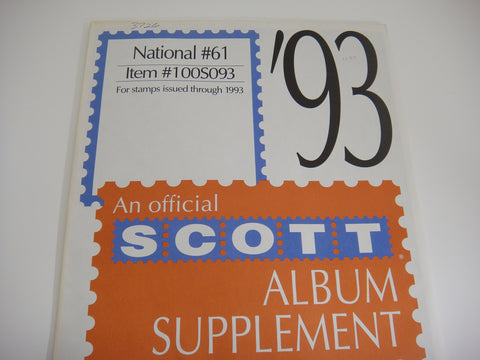 National #61
Item #100S093
For stamps issued through 1993
'93
An official
SCOTT®
ALBUM
SUPPLEMENT